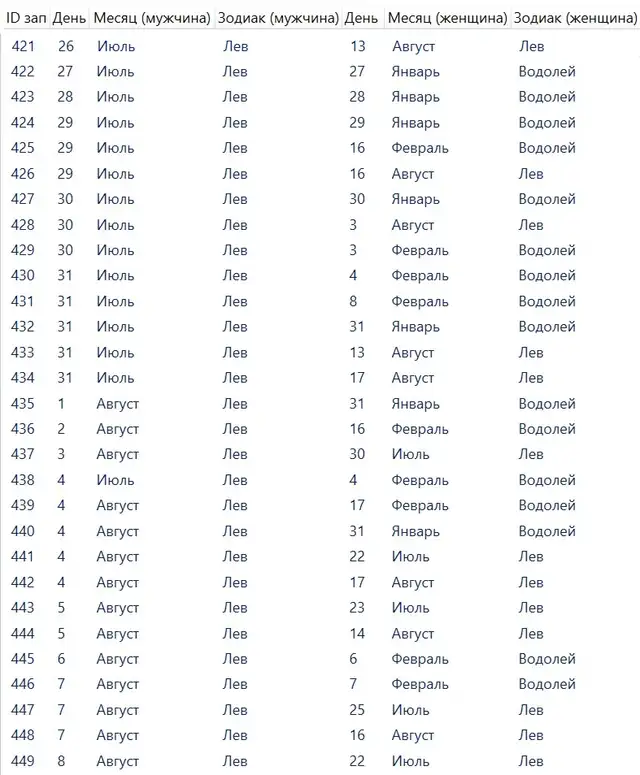 ID зап День Месяц (мужчина) Зодиак (мужчина) День Месяц (женщина) Зодиак (женщина)
421 26 Июль Лев 13 Август Лев
422 27 Июль Лев 27 Январь Водолей
423 28 Июль Лев 28 Январь Водолей
424 29 Июль Лев 29 Январь Водолей
425 29 Июль Лев 16 Февраль Водолей
426 29 Июль Лев 16 Август Лев
427 30 Июль Лев 30 Январь Водолей
428 30 Июль Лев 3 Август Лев
429 30 Июль Лев 3 Февраль Водолей
430 31 Июль Лев 4 Февраль Водолей
431 31 Июль Лев 8 Февраль Водолей
432 31 Июль Лев 31 Январь Водолей
433 31 Июль Лев 13 Август Лев
434 31 Июль Лев 17 Август Лев
435 1 Август Лев 31 Январь Водолей
436 2 Август Лев 16 Февраль Водолей
437 3 Август Лев 30 Июль Лев
438 4 Июль Лев 4 Февраль Водолей
439 4 Август Лев 17 Февраль Водолей
440 4 Август Лев 31 Январь Водолей
441 4 Август Лев 22 Июль Лев
442 4 Август Лев 17 Август Лев
443 5 Август Лев 23 Июль Лев
444 5 Август Лев 14 Август Лев
445 6 Август Лев 6 Февраль Водолей
446 7 Август Лев 7 Февраль Водолей
447 7 Август Лев 25 Июль Лев
448 7 Август Лев 16 Август Лев
449 8 Август Лев 22 Июль Лев